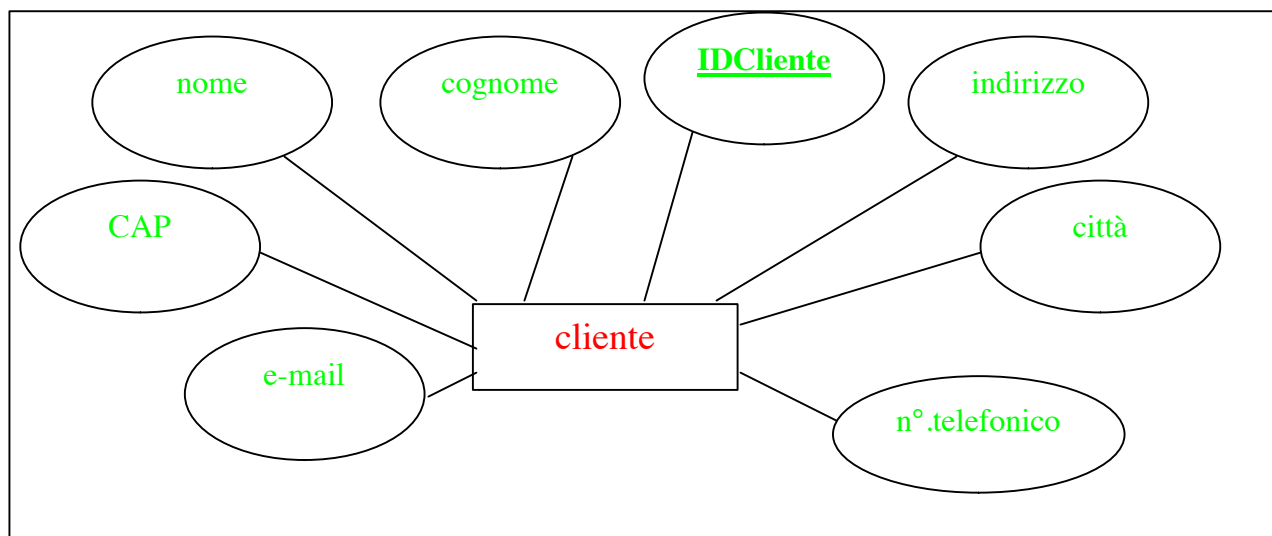 nome
cognome
IDCliente
indirizzo
CAP
città
cliente
e-mail
n°.telefonico